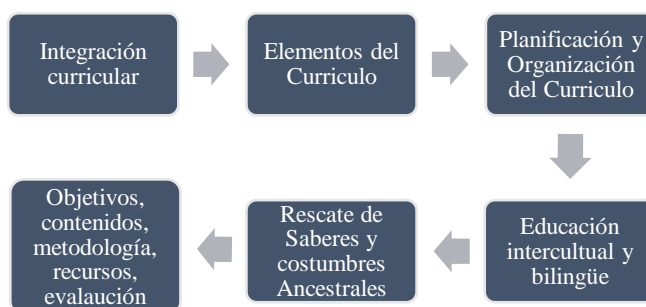 Integración
curricular
Elementos del
Curriculo
Planificación y
Organización
del Curriculo
Educación
intercultual y
bilingüe
Rescate de
Saberes y
costumbres
Ancestrales
Objetivos,
contenidos,
metodología,
recursos,
evalaución